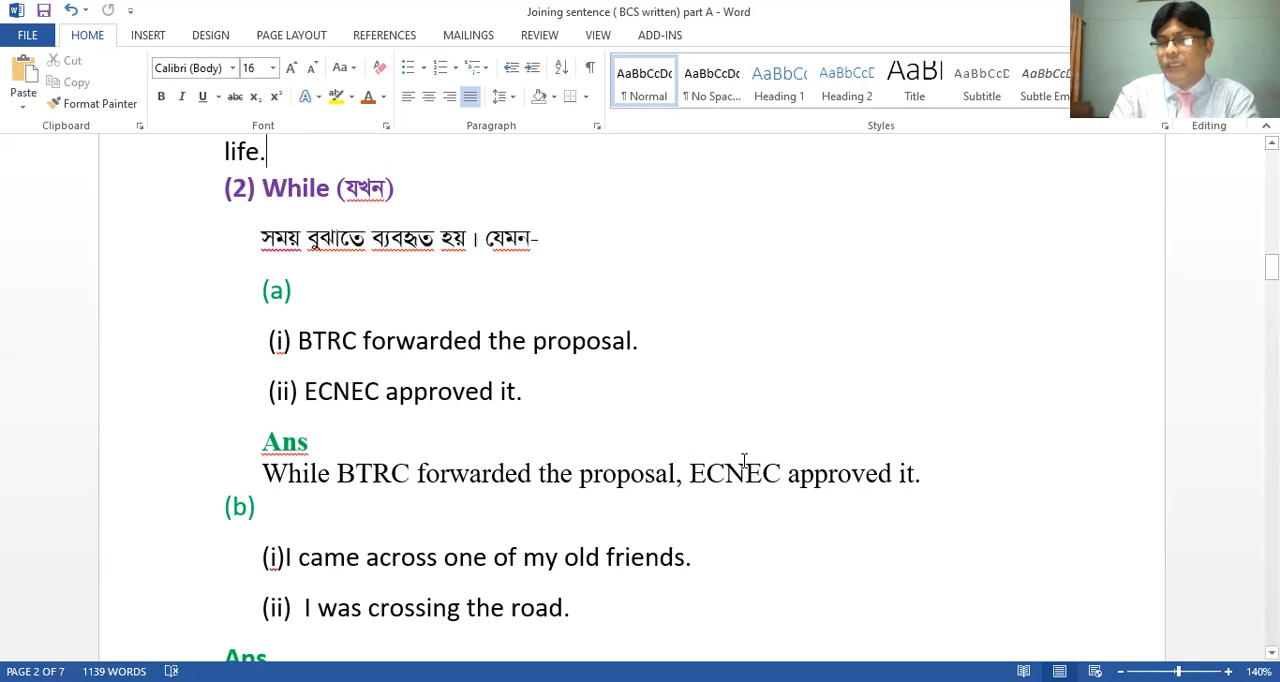 Joining sentence ( BCS written) part A - Word
FILE HOME INSERT DESIGN PAGE LAYOUT REFERENCES MAILINGS REVIEW VIEW ADD-INS
Paste Cut Copy Format Painter
Calibri (Body) 16
AaBbCcDc AaBbCcDc AaBbCc AaBbCcD AaBl AaBbCcD AaBbCcDc
¶ Normal ¶ No Spac... Heading 1 Heading 2 Title Subtitle Subtle Em
Clipboard Font Paragraph Styles Editing
life.
(2) While (যখন)
সময় বুঝাতে ব্যবহৃত হয়। যেমন-
(a)
(i) BTRC forwarded the proposal.
(ii) ECNEC approved it.
Ans
While BTRC forwarded the proposal, ECNEC approved it.
(b)
(i)I came across one of my old friends.
(ii) I was crossing the road.
Ans
PAGE 2 OF 7 1139 WORDS 140%